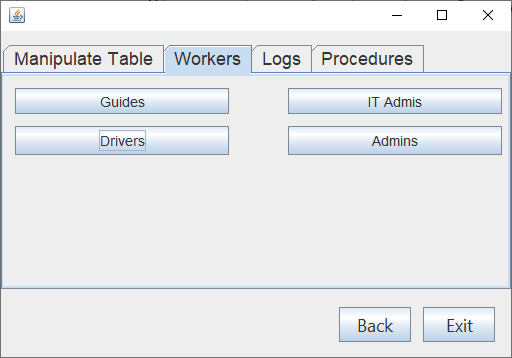 Manipulate Table Workers Logs Procedures
Guides IT Admis
Drivers Admins
Back Exit